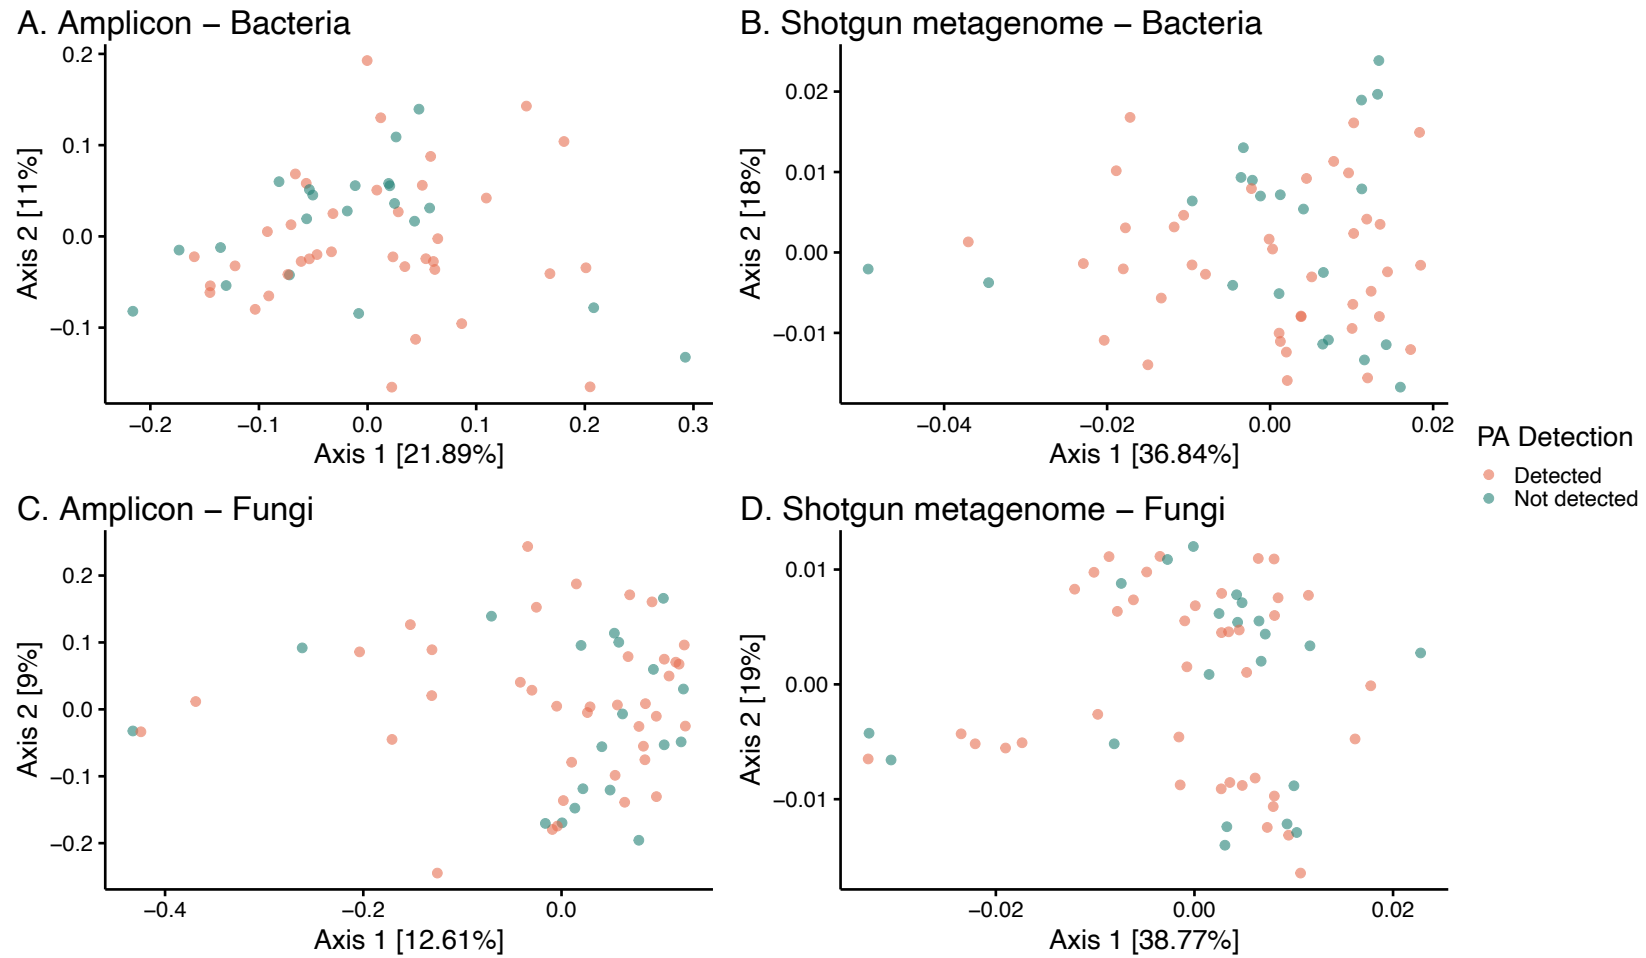 A. Amplicon – Bacteria
0.2
0.1
0.0
−0.1
Axis 2 [11%]
−0.2 −0.1 0.0 0.1 0.2 0.3
Axis 1 [21.89%]
B. Shotgun metagenome – Bacteria
0.02
0.01
0.00
−0.01
Axis 2 [18%]
−0.04 −0.02 0.00 0.02
Axis 1 [36.84%]
PA Detection
Detected
Not detected
C. Amplicon – Fungi
0.2
0.1
0.0
−0.1
−0.2
Axis 2 [9%]
−0.4 −0.2 0.0
Axis 1 [12.61%]
D. Shotgun metagenome – Fungi
0.01
0.00
−0.01
Axis 2 [19%]
−0.02 0.00 0.02
Axis 1 [38.77%]